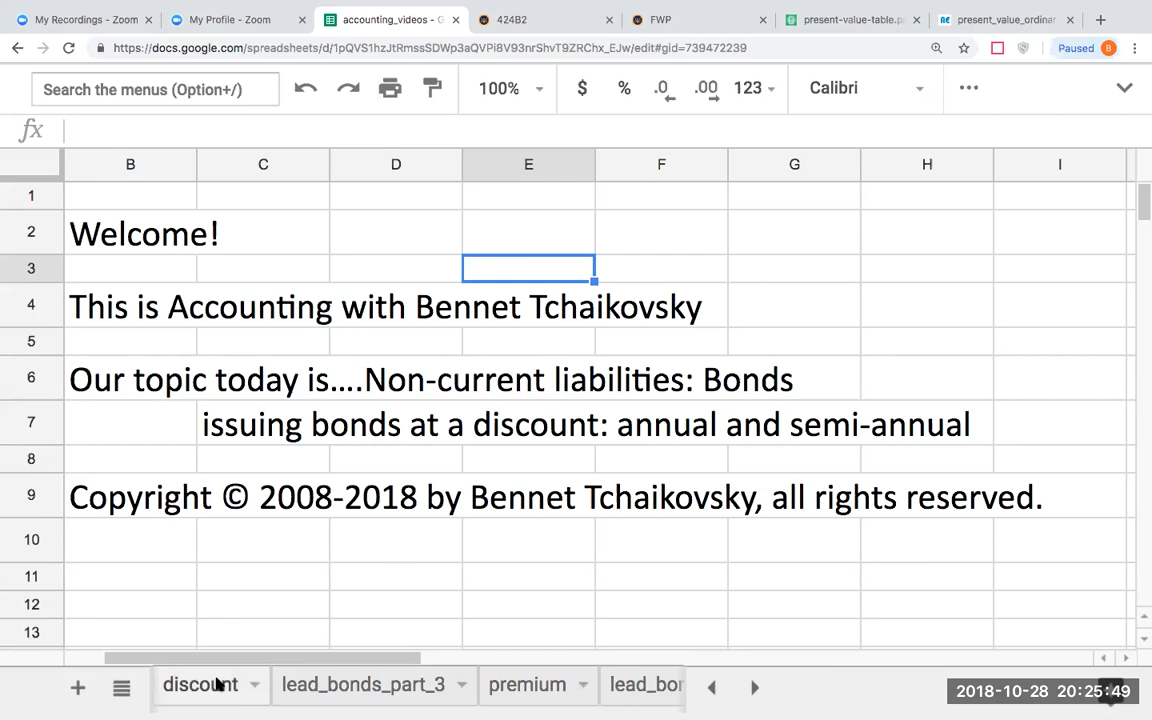 My Recordings - Zoom
My Profile - Zoom
accounting_videos - G
424B2
FWP
present-value-table.p
present_value_ordinar
https://docs.google.com/spreadsheets/d/1pQVS1hzJtRmssSDWp3aQVPi8V93nrShvT9ZRChx_EJw/edit#gid=739472239
Paused B
Search the menus (Option+/)
100%
$
%
.0
.00
123
Calibri
fx
B C D E F G H I
1
2 Welcome!
3
4 This is Accounting with Bennet Tchaikovsky
5
6 Our topic today is....Non-current liabilities: Bonds
7 issuing bonds at a discount: annual and semi-annual
8
9 Copyright © 2008-2018 by Bennet Tchaikovsky, all rights reserved.
10
11
12
13
discount
lead_bonds_part_3
premium
lead_bor
2018-10-28 20:25:49